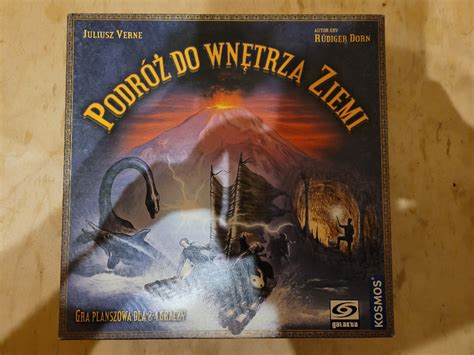 Juliusz Verne
autor gry
Rüdiger Dorn
Podróż do wnętrza Ziemi
Gra planszowa dla 2-4 graczy
galakta
KOSMOS